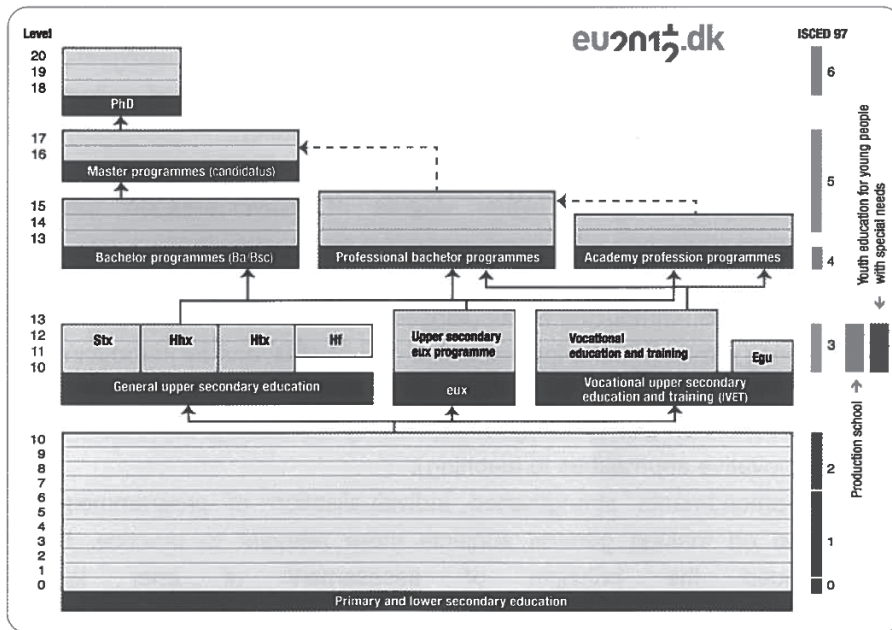 Level
eu2012.dk
ISCED 97
20
19
18
PhD
6
17
16
Master programmes (candidatus)
15
14
13
Bachelor programmes (Ba/Bsc)
Professional bachelor programmes
Academy profession programmes
5
4
13
12
11
10
Stx
Hhx
Htx
Hf
General upper secondary education
Upper secondary
eux programme
eux
Vocational
education and training
Egu
Vocational upper secondary
education and training (IVET)
3
10
9
8
7
6
5
4
3
2
1
0
Primary and lower secondary education
2
1
0
Production school
Youth education for young people
with special needs